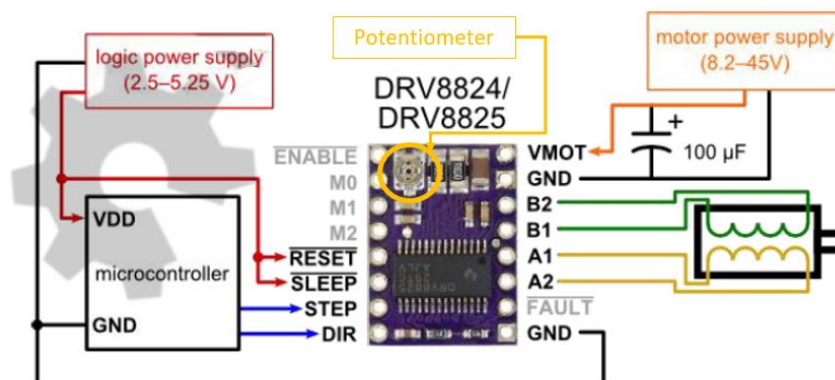 Potentiometer
logic power supply
(2.5–5.25 V)
motor power supply
(8.2–45V)
DRV8824/
DRV8825
ENABLE
M0
M1
M2
RESET
SLEEP
STEP
DIR
VMOT
GND
B2
B1
A1
A2
FAULT
GND
+
100 µF
VDD
microcontroller
GND